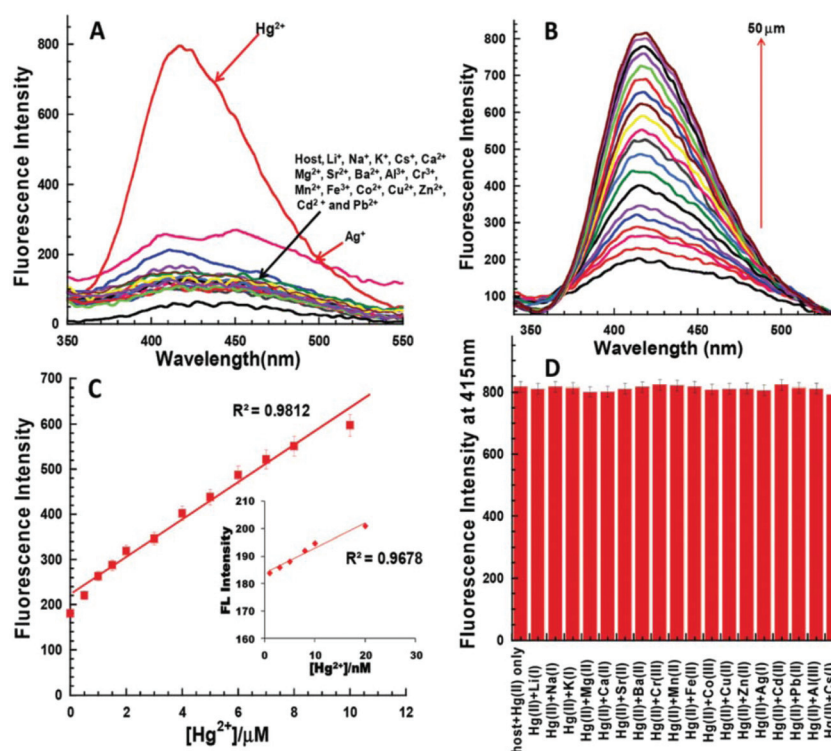 A
Hg²⁺
Host, Li⁺, Na⁺, K⁺, Cs⁺, Ca²⁺
Mg²⁺, Sr²⁺, Ba²⁺, Al³⁺, Cr³⁺
Mn²⁺, Fe³⁺, Co²⁺, Cu²⁺, Zn²⁺,
Cd²⁺ and Pb²⁺
Ag⁺
Fluorescence Intensity
800
600
400
200
0
350 400 450 500 550
Wavelength(nm)
B
50 µm
Fluorescence Intensity
800
700
600
500
400
300
200
100
350 400 450 500
Wavelength (nm)
C
R² = 0.9812
Fluorescence Intensity
700
600
500
400
300
200
100
0
0 2 4 6 8 10 12
[Hg²⁺]/µM
FL Intensity
210
200
190
180
170
160
R² = 0.9678
0 10 20 30
[Hg²⁺]/nM
D
Fluorescence Intensity at 415nm
800
0
host+Hg(II) only
Hg(II)+Li(I)
Hg(II)+Na(I)
Hg(II)+K(I)
Hg(II)+Mg(II)
Hg(II)+Ca(II)
Hg(II)+Sr(II)
Hg(II)+Ba(II)
Hg(II)+Cr(III)
Hg(II)+Mn(II)
Hg(II)+Fe(II)
Hg(II)+Co(III)
Hg(II)+Cu(II)
Hg(II)+Zn(II)
Hg(II)+Ag(I)
Hg(II)+Cd(II)
Hg(II)+Pb(II)
Hg(II)+Al(III)
Hg(II)+Cs(I)